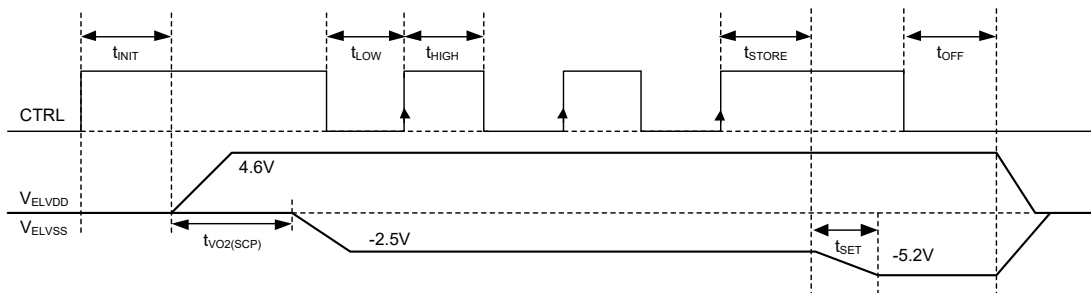 tINIT
tLOW
tHIGH
tSTORE
tOFF
CTRL
4.6V
VELVDD
VELVSS
tVO2(SCP)
-2.5V
tSET
-5.2V